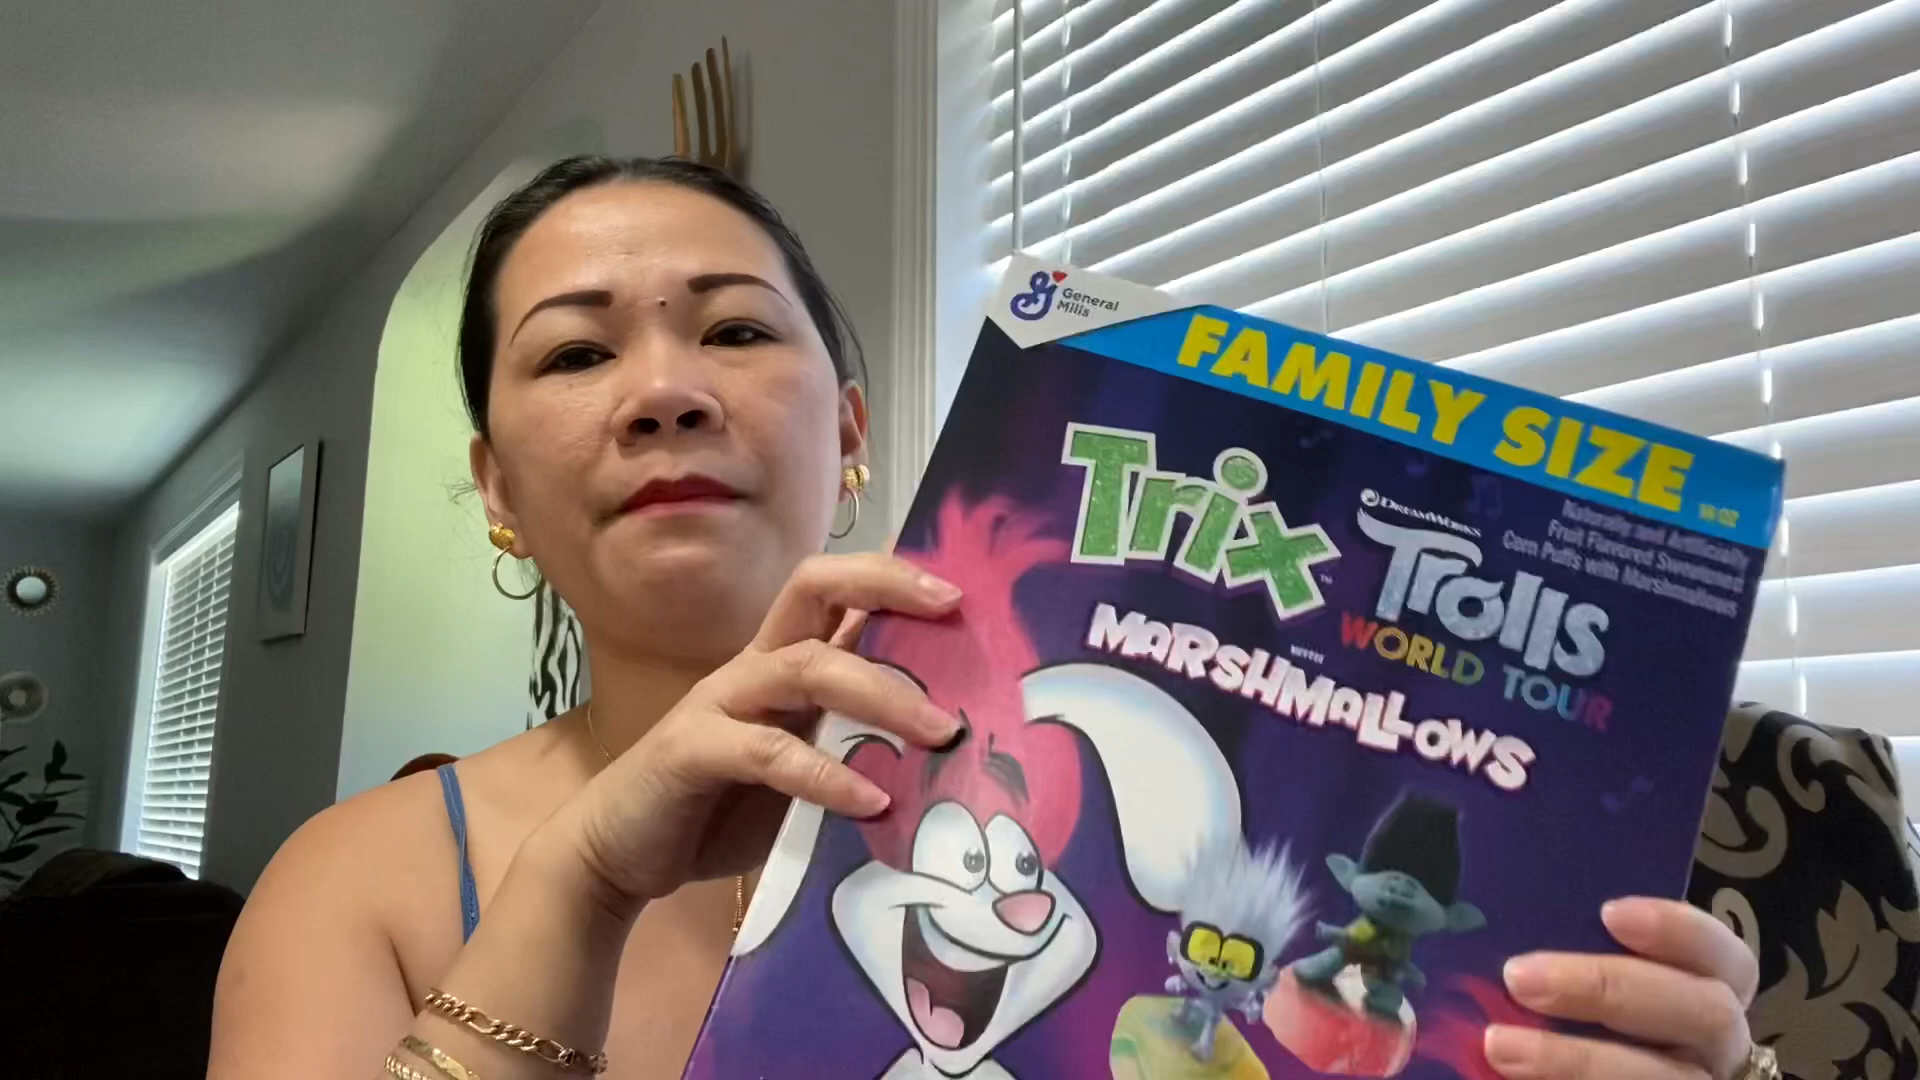 General
Mills
FAMILY SIZE
Trix
DREAMWORKS
Trolls
WORLD TOUR
WITH
MARSHMALLOWS
Naturally and Artificially
Fruit Flavored Sweetened
Corn Puffs with Marshmallows